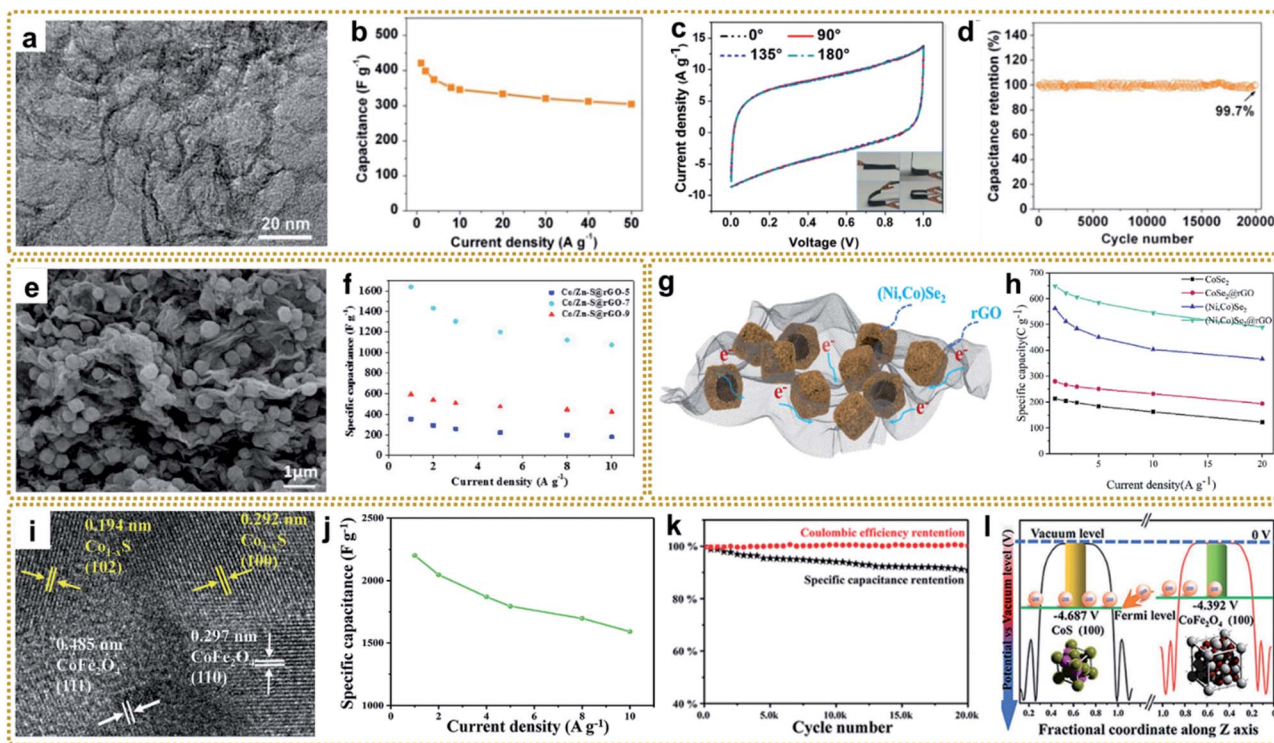 a
20 nm
b
Capacitance (F g⁻¹)
500
400
300
200
100
0
0 10 20 30 40 50
Current density (A g⁻¹)
c
0° 90°
135° 180°
Current density (A g⁻¹)
15
10
5
0
-5
-10
0.0 0.2 0.4 0.6 0.8 1.0
Voltage (V)
d
Capacitance retention (%)
140
120
100
80
60
40
20
0
99.7%
0 5000 10000 15000 20000
Cycle number
e
1μm
f
Specific capacitance (F g⁻¹)
1600
1400
1200
1000
800
600
400
200
Co/Zn-S@rGO-5
Co/Zn-S@rGO-7
Co/Zn-S@rGO-9
0 2 4 6 8 10
Current density (A g⁻¹)
g
(Ni,Co)Se₂
rGO
e⁻
e⁻
e⁻
e⁻
e⁻
h
Specific capacity(C g⁻¹)
700
600
500
400
300
200
100
0
CoSe₂
CoSe₂@rGO
(Ni,Co)Se₂
(Ni,Co)Se₂@rGO
5 10 15 20
Current density(A g⁻¹)
i
0.194 nm
Co₁₋ₓS
(102)
0.292 nm
Co₁₋ₓS
(100)
0.485 nm
CoFe₂O₄
(111)
0.297 nm
CoFe₂O₄
(110)
j
Specific capacitance (F g⁻¹)
2500
2000
1500
1000
0 2 4 6 8 10
Current density (A g⁻¹)
k
Coulombic efficiency retention
100 %
Specific capacitance retention
80 %
60 %
40 %
0.0 5.0k 10.0k 15.0k 20.0k
Cycle number
l
Potential vs Vacuum level (V)
Vacuum level
0 V
-4.687 V
CoS (100)
Fermi level
-4.392 V
CoFe₂O₄ (100)
0.2 0.4 0.6 0.8 1.0 1.0 0.8 0.6 0.4 0.2 0
Fractional coordinate along Z axis